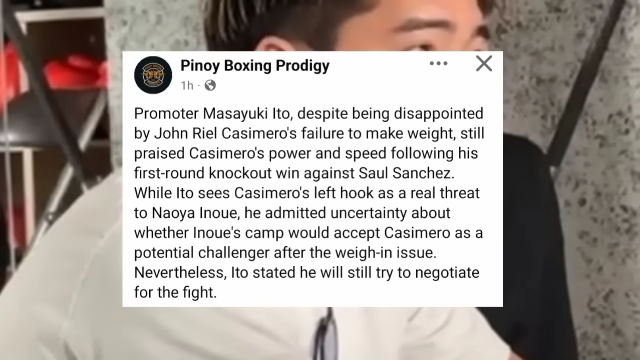 Pinoy Boxing Prodigy
1h ·
Promoter Masayuki Ito, despite being disappointed
by John Riel Casimero's failure to make weight, still
praised Casimero's power and speed following his
first-round knockout win against Saul Sanchez.
While Ito sees Casimero's left hook as a real threat
to Naoya Inoue, he admitted uncertainty about
whether Inoue's camp would accept Casimero as a
potential challenger after the weigh-in issue.
Nevertheless, Ito stated he will still try to negotiate
for the fight.